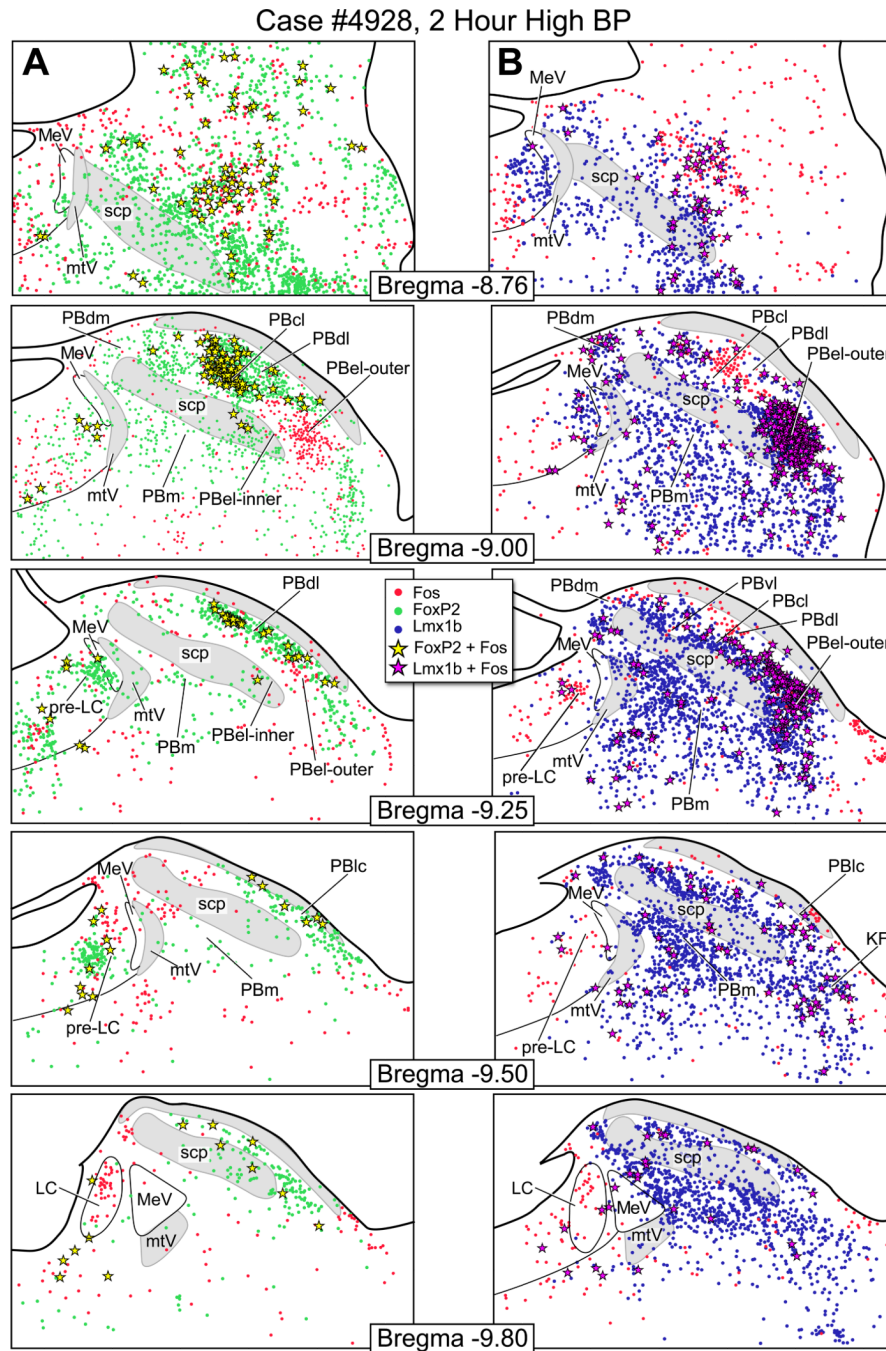 Case #4928, 2 Hour High BP
A
B
MeV
scp
mtV
MeV
scp
mtV
Bregma -8.76
PBdm
PBcl
PBdl
MeV
PBel-outer
scp
mtV
PBm
PBel-inner
PBdm
PBcl
PBdl
PBel-outer
MeV
scp
mtV
PBm
Bregma -9.00
PBdl
MeV
scp
pre-LC
mtV
PBm
PBel-inner
PBel-outer
Fos
FoxP2
Lmx1b
FoxP2 + Fos
Lmx1b + Fos
PBdm
PBvl
PBcl
PBdl
MeV
PBel-outer
scp
pre-LC
mtV
PBm
Bregma -9.25
MeV
PBlc
scp
mtV
PBm
pre-LC
MeV
PBlc
scp
KF
mtV
PBm
pre-LC
Bregma -9.50
scp
LC
MeV
mtV
scp
LC
MeV
mtV
Bregma -9.80